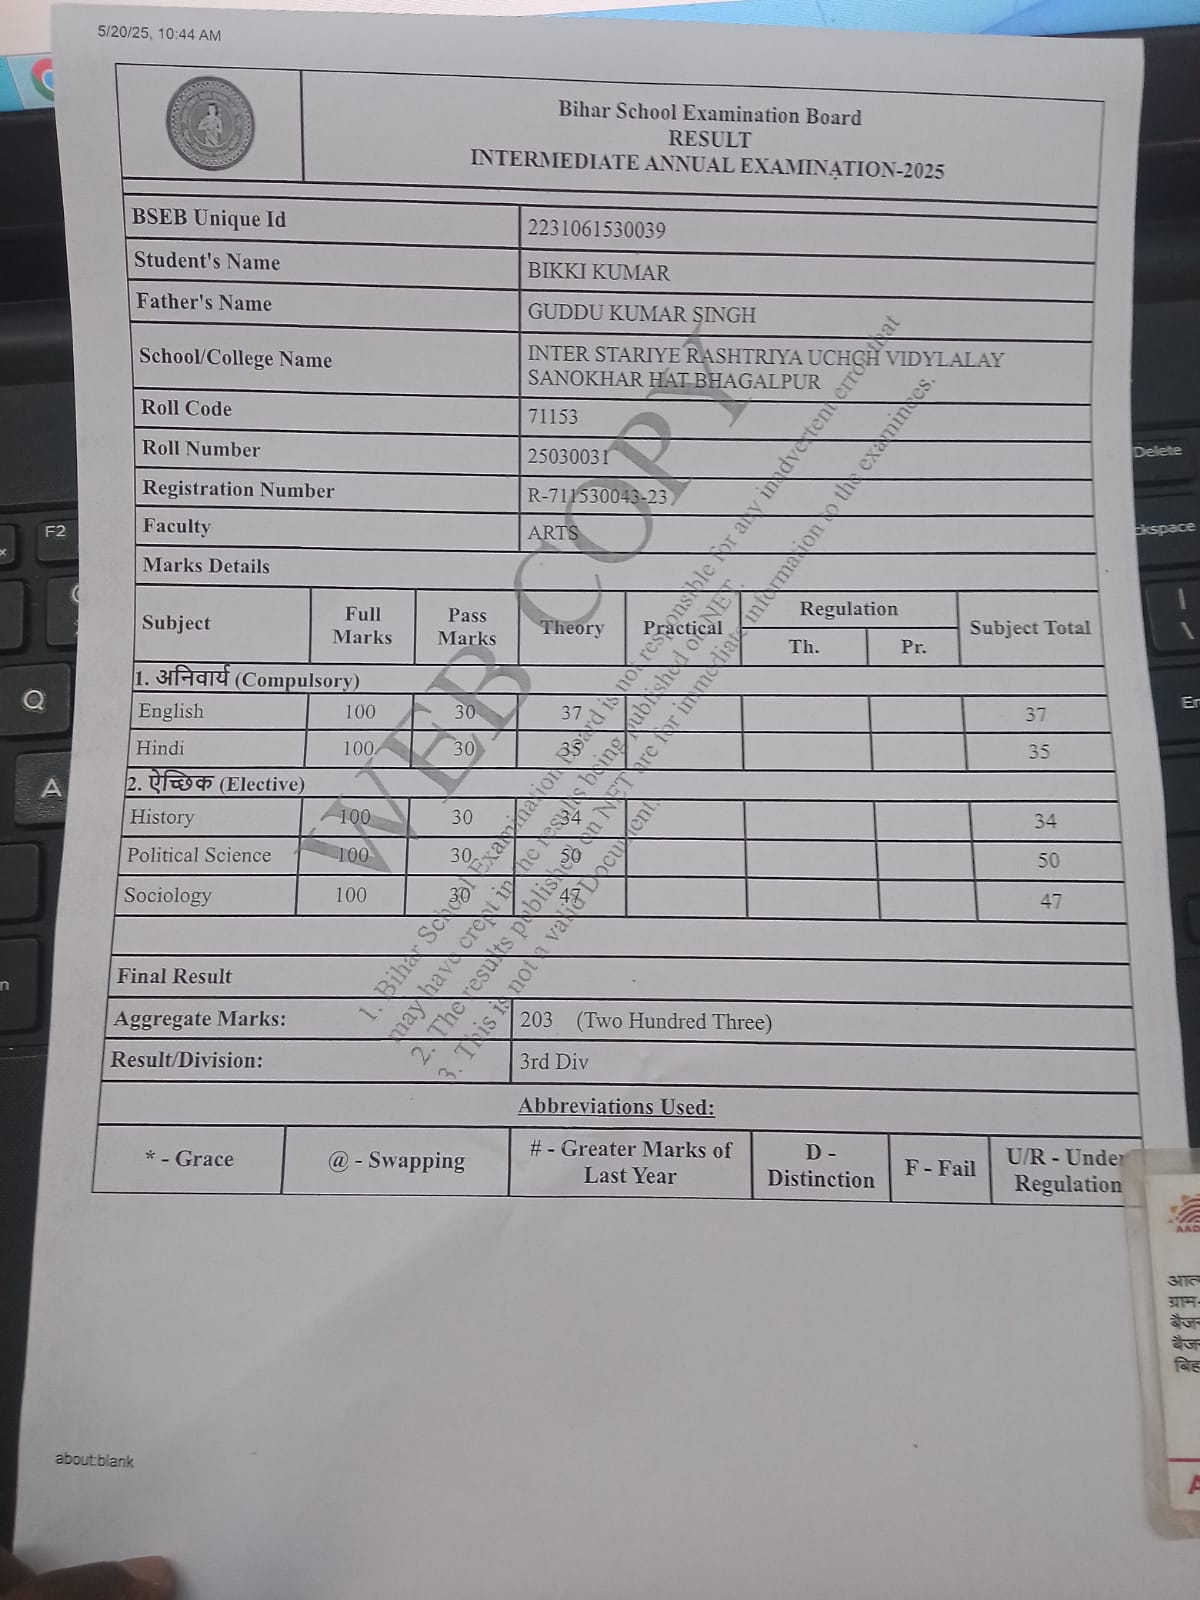 5/20/25, 10:44 AM
Bihar School Examination Board
RESULT
INTERMEDIATE ANNUAL EXAMINATION-2025
BSEB Unique Id 2231061530039
Student's Name BIKKI KUMAR
Father's Name GUDDU KUMAR SINGH
School/College Name INTER STARIYE RASHTRIYA UCHCH VIDYLALAY
SANOKHAR HAT BHAGALPUR
Roll Code 71153
Roll Number 25030031
Registration Number R-711530043-23
Faculty ARTS
Marks Details
Subject Full Marks Pass Marks Theory Practical Regulation Subject Total
Th. Pr.
1. अनिवार्य (Compulsory)
English 100 30 37 37
Hindi 100 30 35 35
2. ऐच्छिक (Elective)
History 100 30 34 34
Political Science 100 30 50 50
Sociology 100 30 47 47
Final Result
Aggregate Marks: 203 (Two Hundred Three)
Result/Division: 3rd Div
Abbreviations Used:
* - Grace @ - Swapping # - Greater Marks of Last Year D - Distinction F - Fail U/R - Under Regulation
WEB COPY
1. Bihar School Examination Board is not responsible for any inadvertent error that
may have crept in the results being published on NET.
2. The results published on NET are for immediate information to the examinees.
3. This is not a valid Document.
about:blank
F2
Q
A
Delete
ckspace
AAD
ग्राम